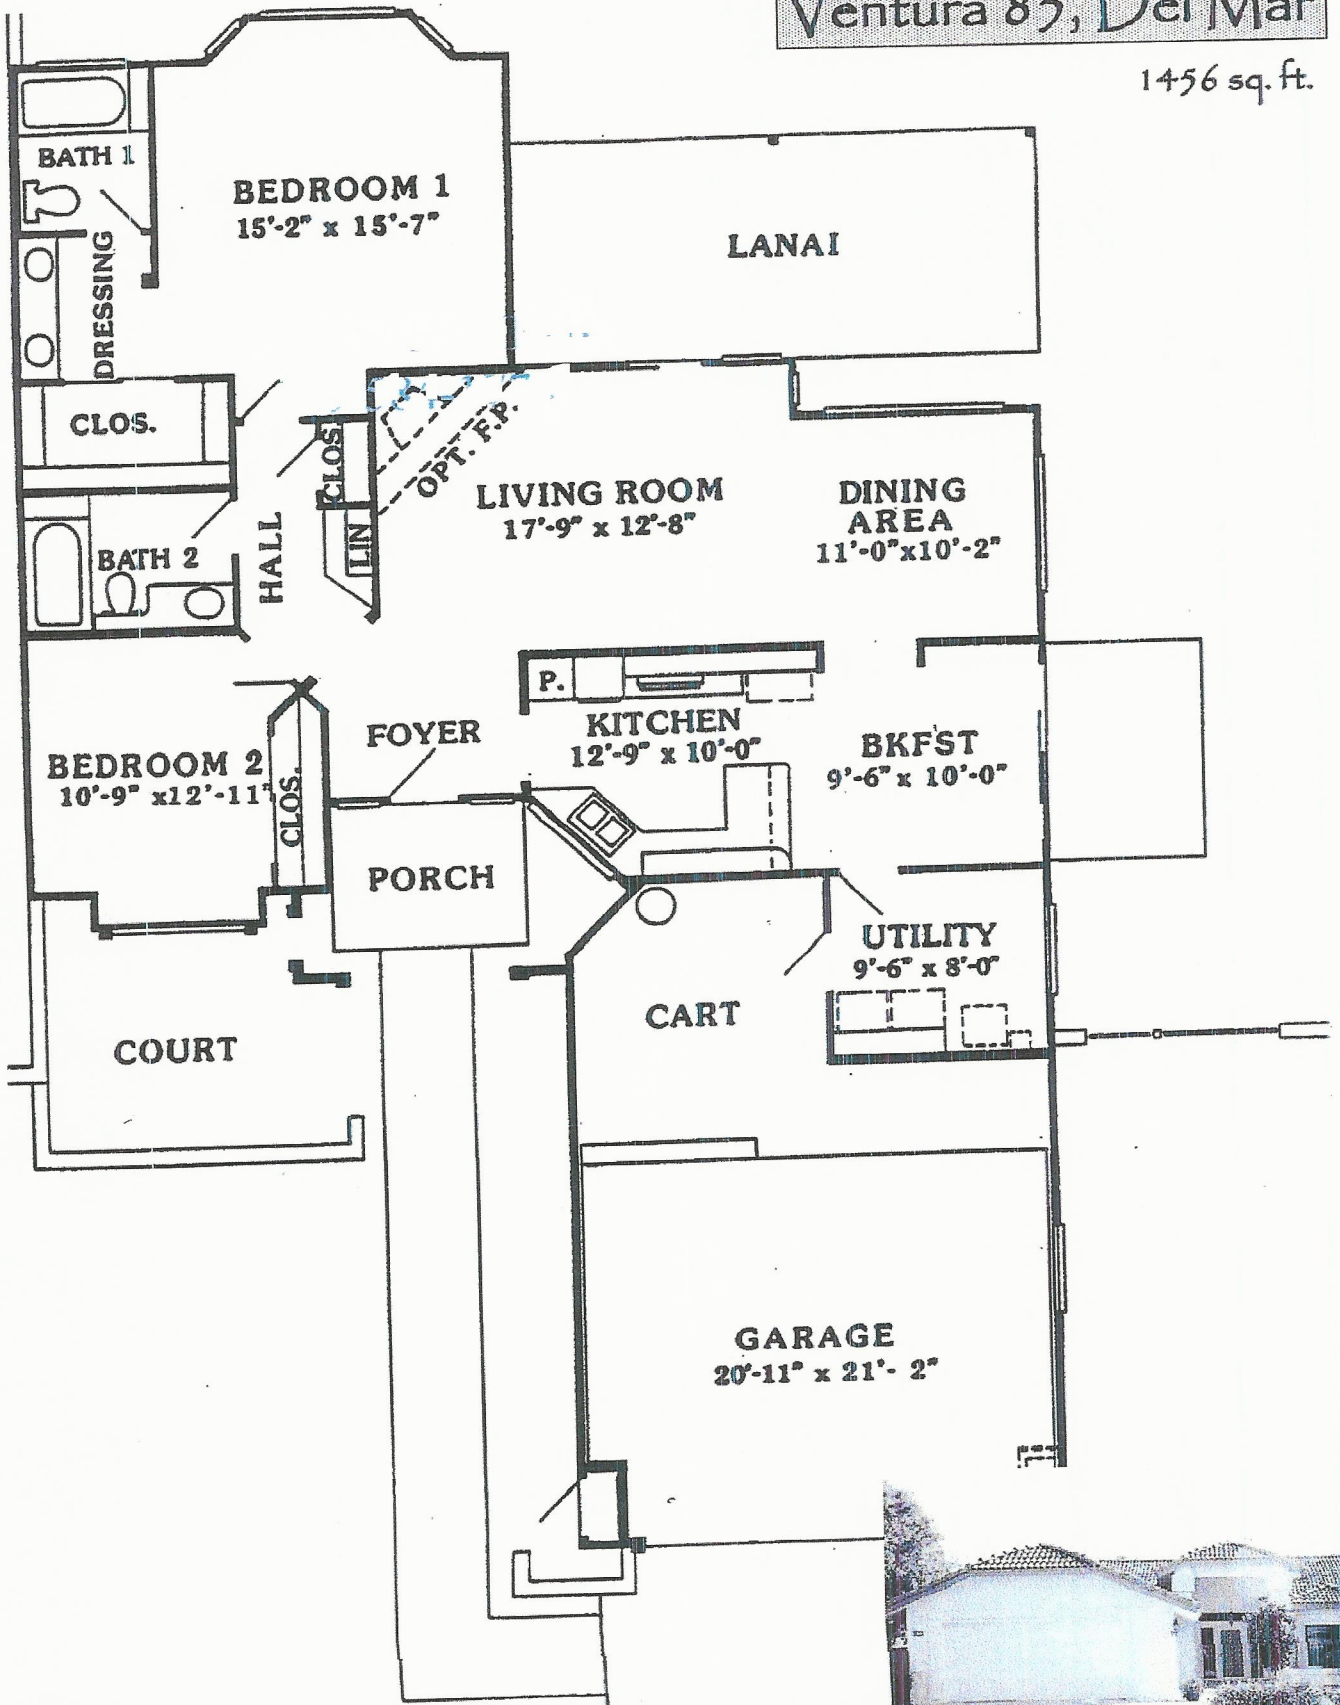 Ventura 85, Del Mar
1456 sq. ft.
BATH 1
BEDROOM 1
15'-2" x 15'-7"
LANAI
DRESSING
CLOS.
CLOS.
OPT. F.P.
LIVING ROOM
17'-9" x 12'-8"
DINING
AREA
11'-0"x10'-2"
BATH 2
HALL
LIN
P.
KITCHEN
12'-9" x 10'-0"
FOYER
BKFST
9'-6" x 10'-0"
BEDROOM 2
10'-9" x12'-11"
CLOS.
PORCH
UTILITY
9'-6" x 8'-0"
CART
COURT
GARAGE
20'-11" x 21'- 2"